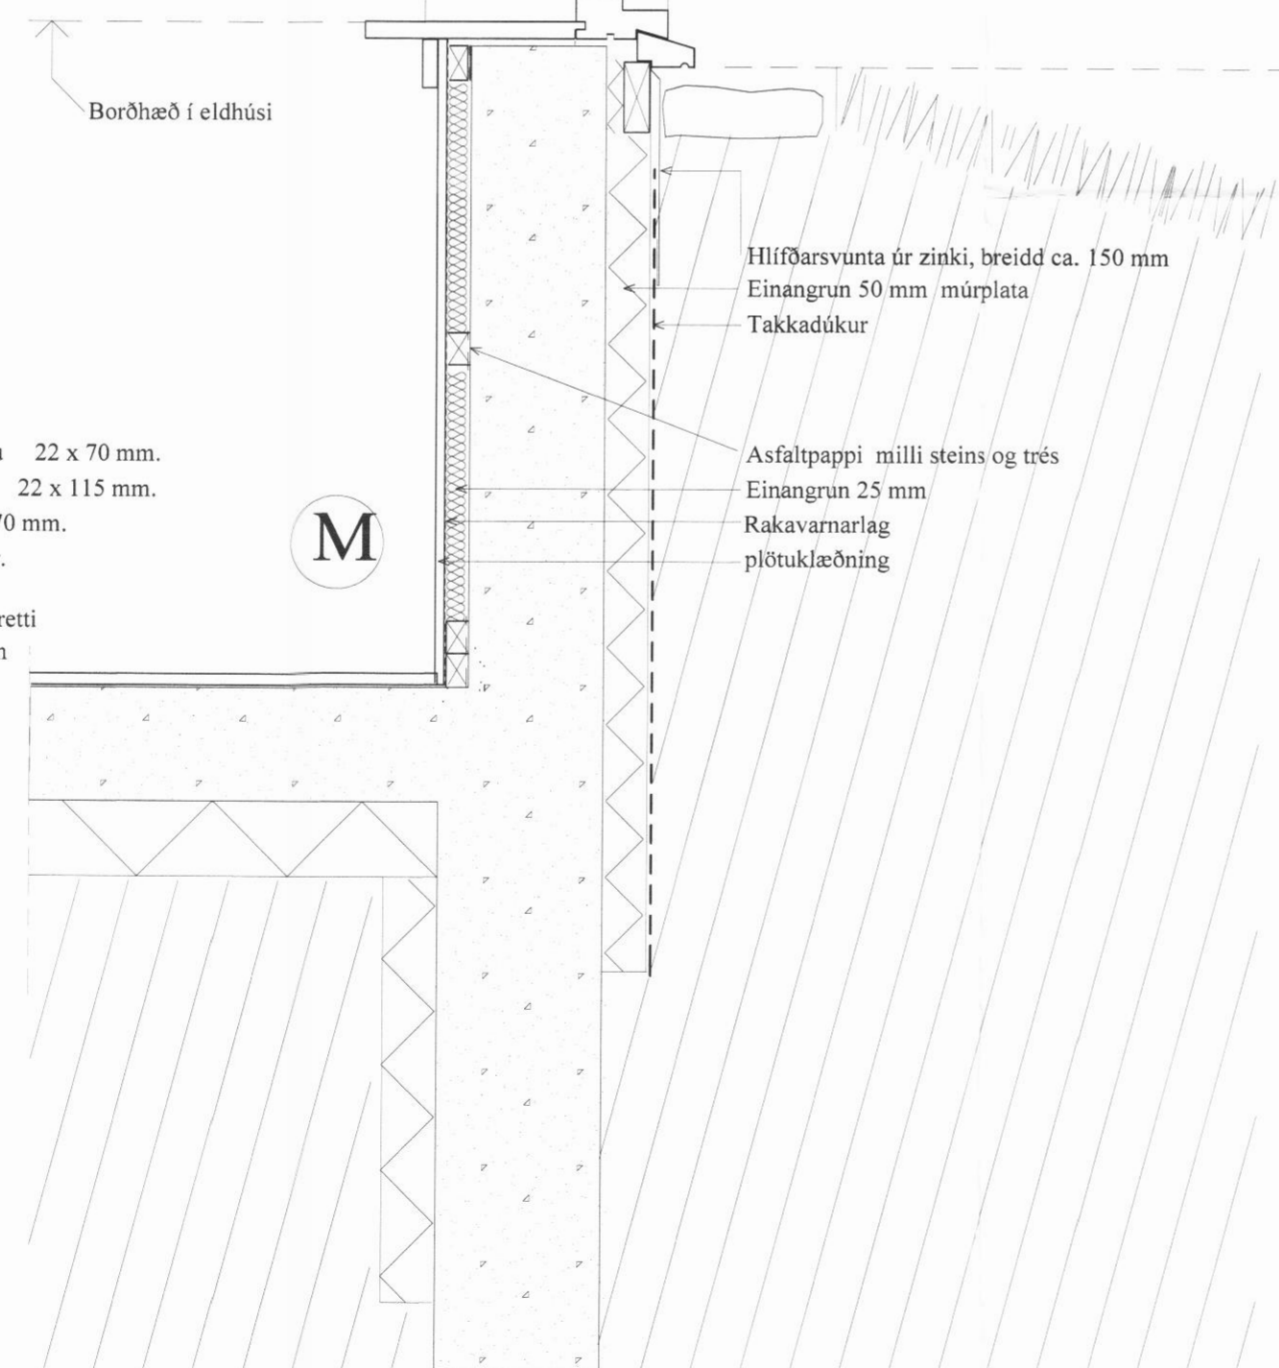 Borðhæð í eldhúsi
Hlífðarsvunta úr zinki, breidd ca. 150 mm
Einangrun 50 mm múrplata
Takkadúkur
22 x 70 mm.
22 x 115 mm.
70 mm.
Asfaltpappi milli steins og trés
Einangrun 25 mm
Rakavarnarlag
plötuklæðning
M